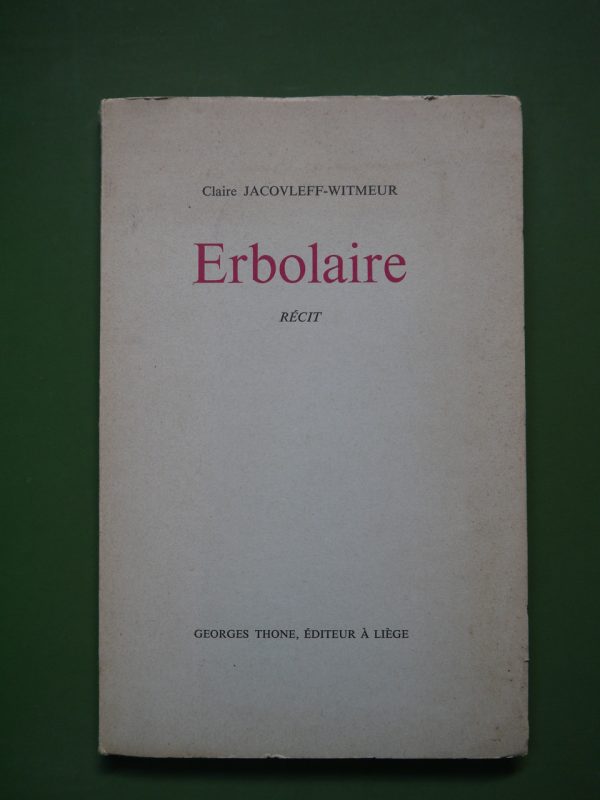 Claire JACOVLEFF-WITMEUR
Erbolaire
RÉCIT
GEORGES THONE, ÉDITEUR À LIÈGE